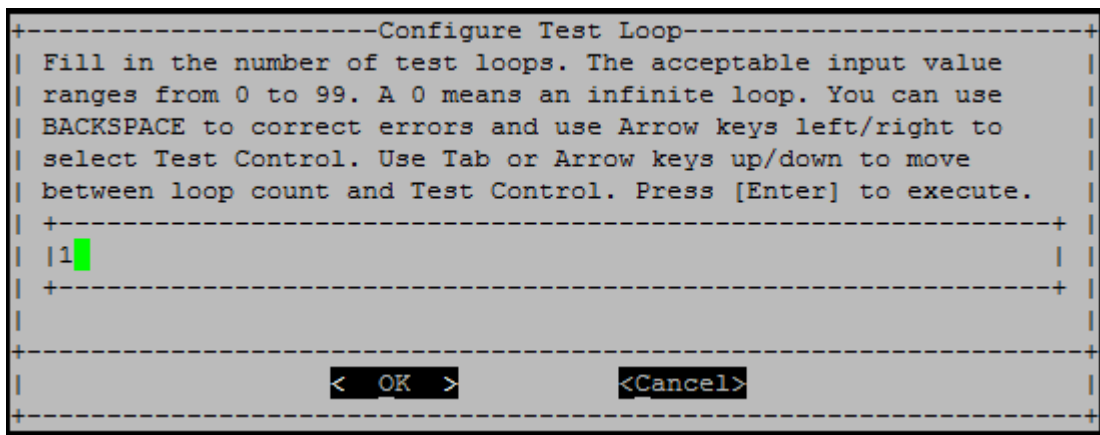 Configure Test Loop
Fill in the number of test loops. The acceptable input value
ranges from 0 to 99. A 0 means an infinite loop. You can use
BACKSPACE to correct errors and use Arrow keys left/right to
select Test Control. Use Tab or Arrow keys up/down to move
between loop count and Test Control. Press [Enter] to execute.
1
< OK > <Cancel>